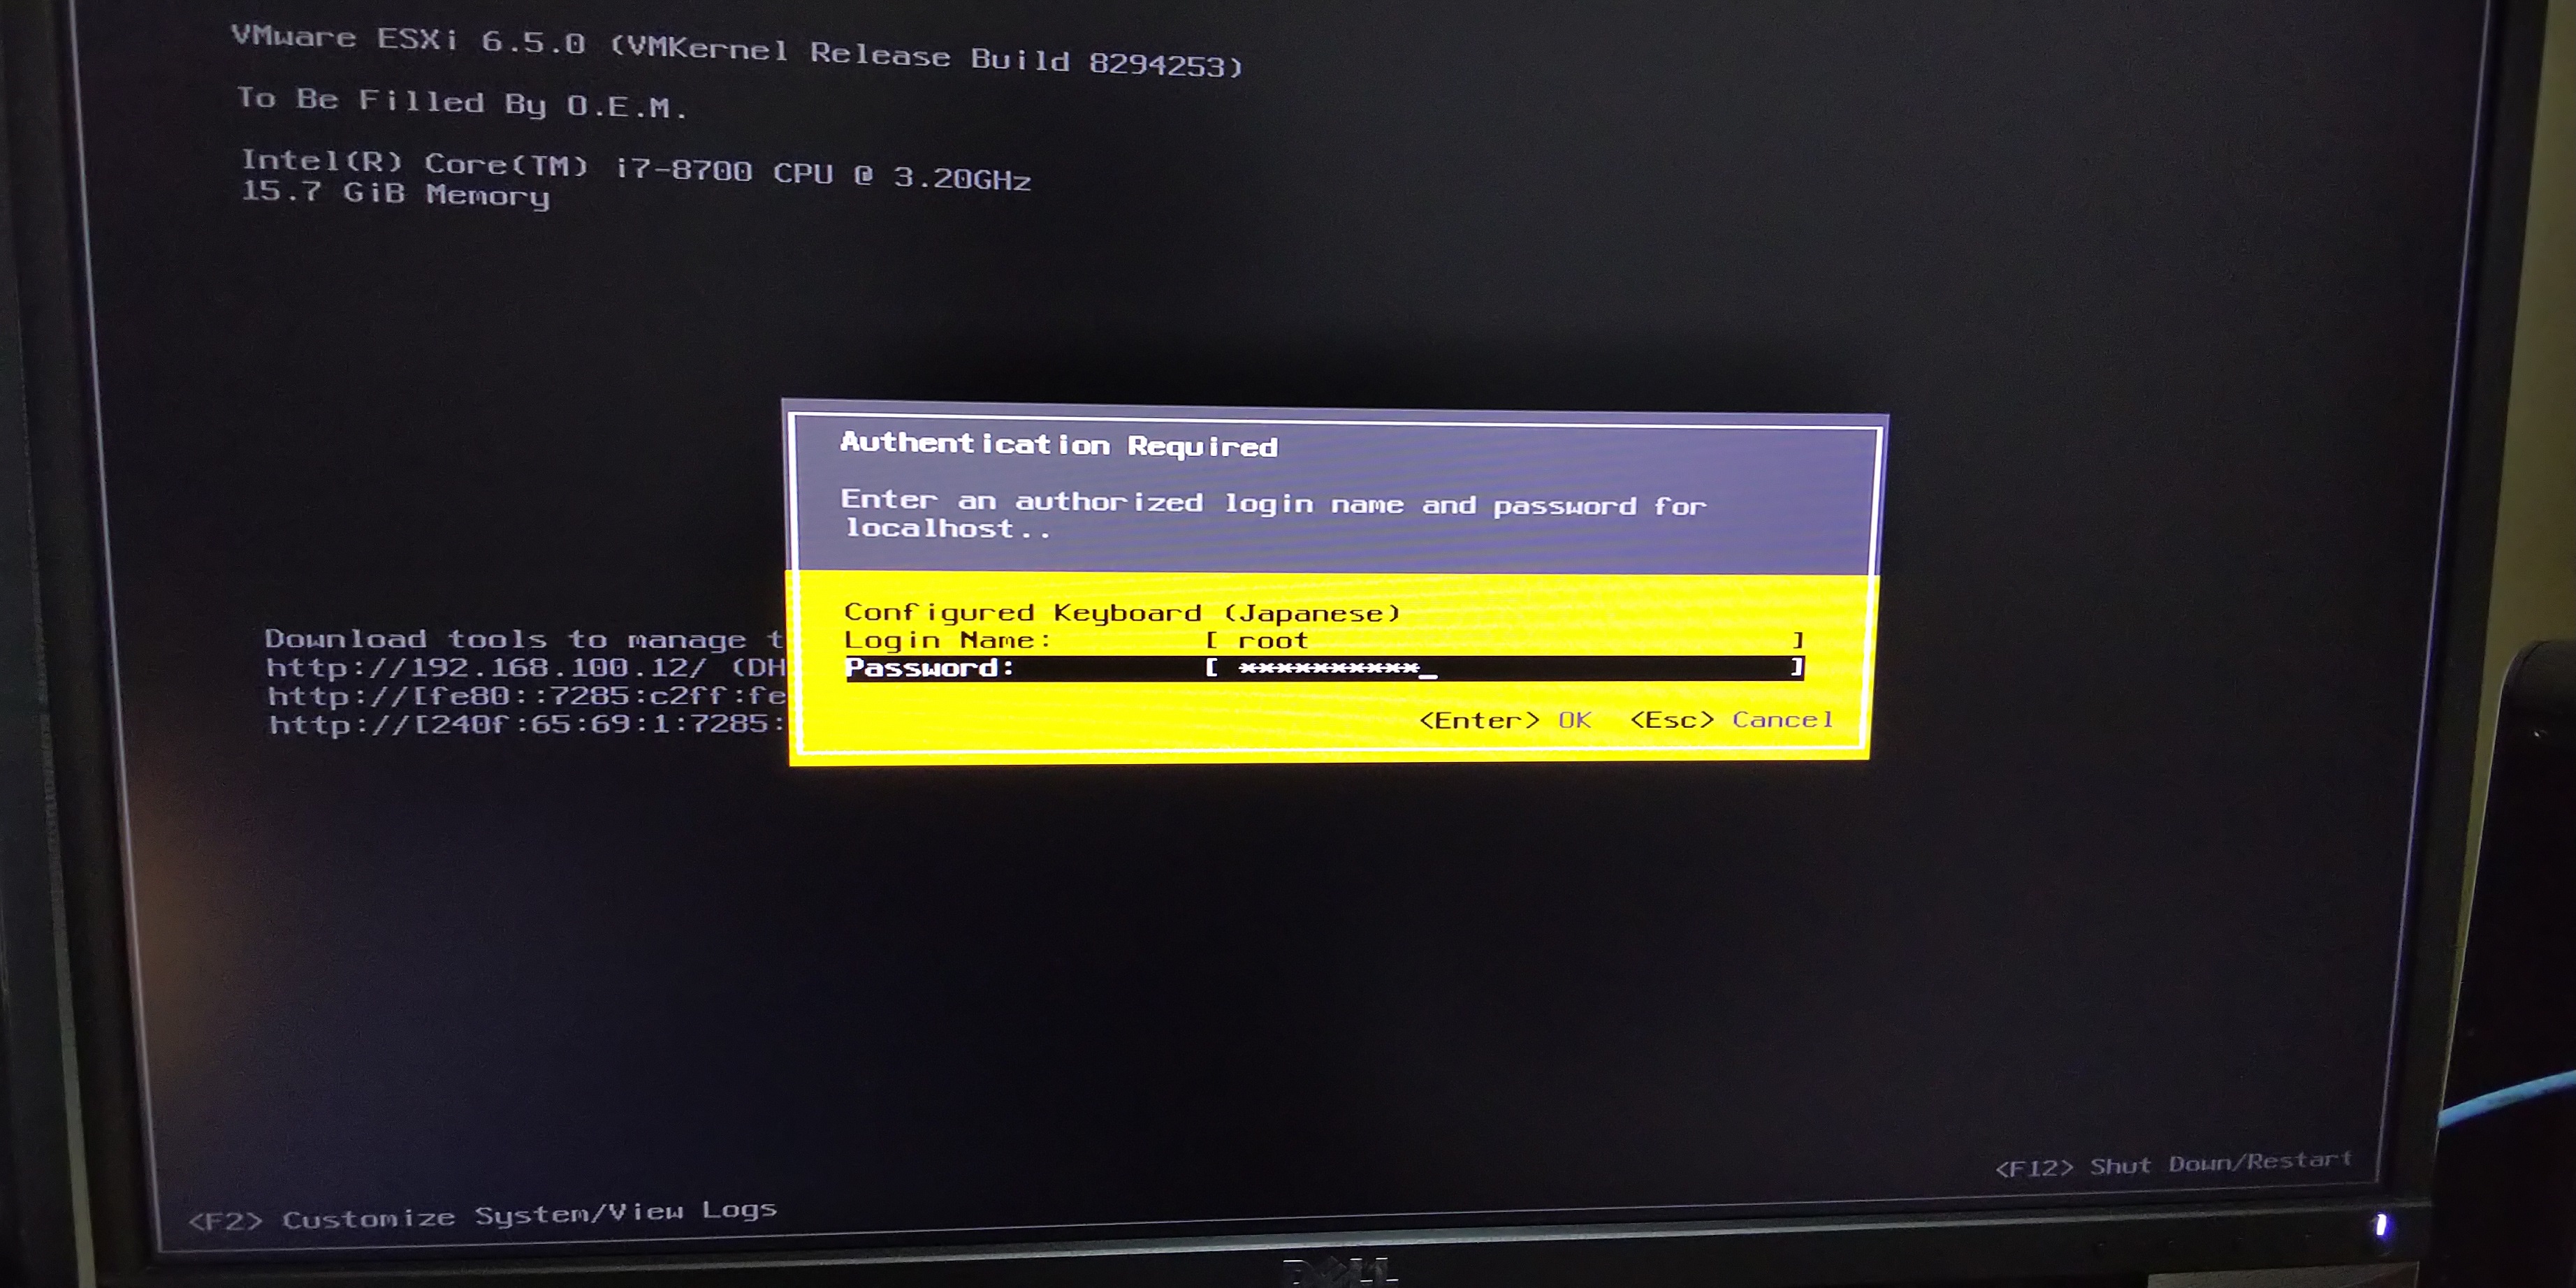 VMware ESXi 6.5.0 (VMKernel Release Build 8294253)
To Be Filled By O.E.M.
Intel(R) Core(TM) i7-8700 CPU @ 3.20GHz
15.7 GiB Memory
Authentication Required
Enter an authorized login name and password for
localhost..
Configured Keyboard (Japanese)
Login Name: [ root ]
Password: [ **********_ ]
<Enter> OK <Esc> Cancel
Download tools to manage t
http://192.168.100.12/ (DH
http://[fe80::7285:c2ff:fe
http://[240f:65:69:1:7285:
<F2> Customize System/View Logs
<F12> Shut Down/Restart
DELL